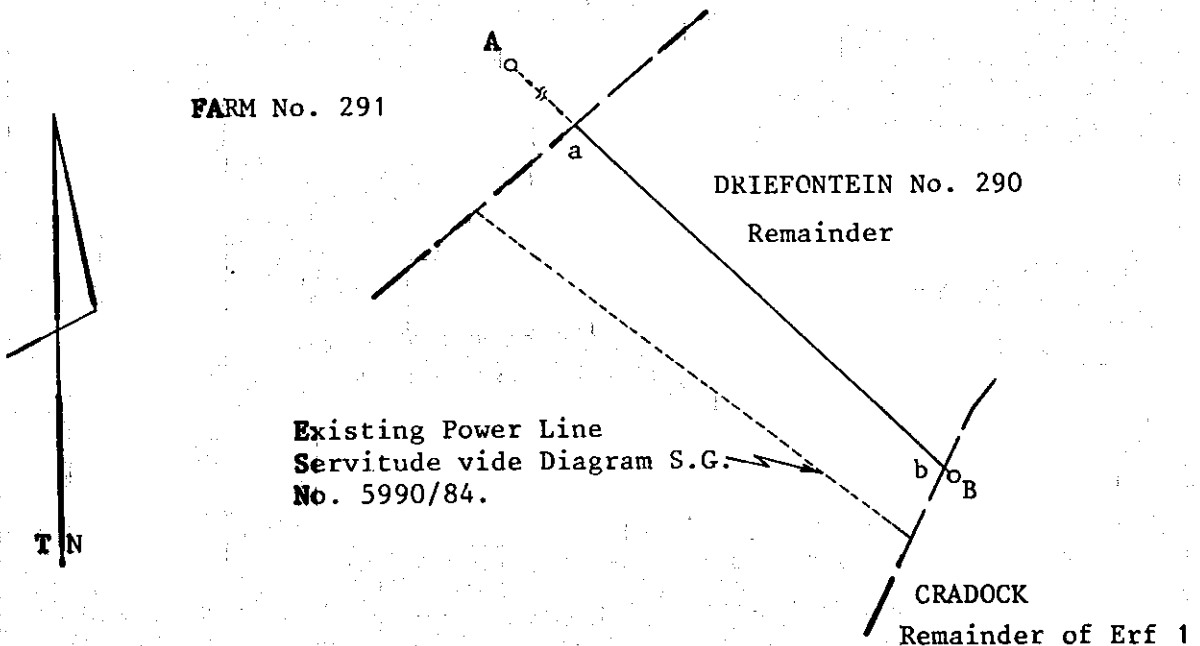 A
FARM No. 291
a
DRIEFONTEIN No. 290
Remainder
Existing Power Line
Servitude vide Diagram S.G.
No. 5990/84.
b
B
T N
CRADOCK
Remainder of Erf 1